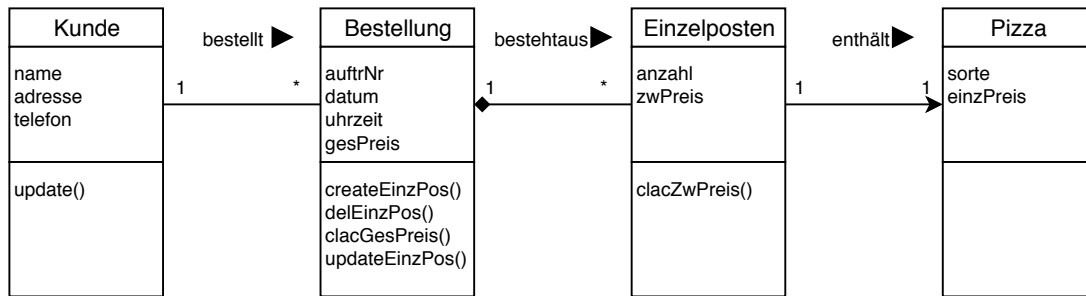 Kunde
name
adresse
telefon
update()
bestellt ▶
1
*
Bestellung
auftrNr
datum
uhrzeit
gesPreis
createEinzPos()
delEinzPos()
clacGesPreis()
updateEinzPos()
bestehtaus▶
1
*
Einzelposten
anzahl
zwPreis
clacZwPreis()
enthält ▶
1
1
Pizza
sorte
einzPreis